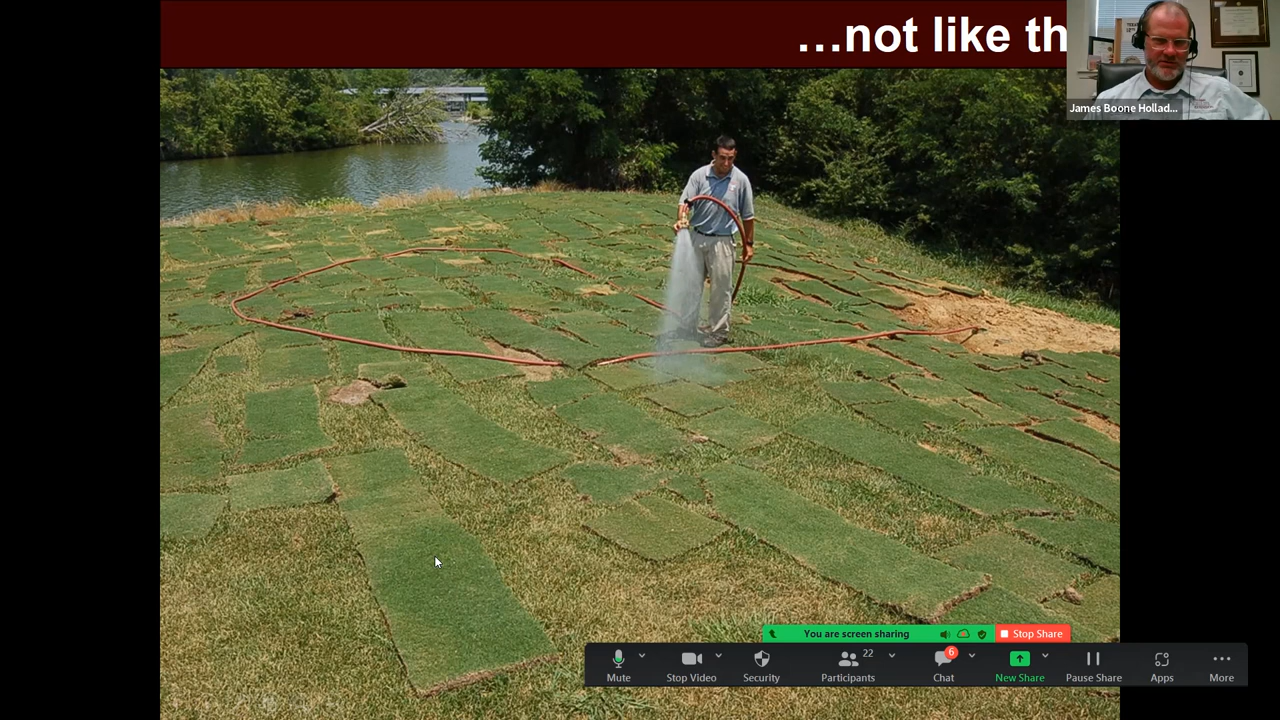 ...not like th
James Boone Hollad...
You are screen sharing
Stop Share
Mute
Stop Video
Security
22
Participants
6
Chat
New Share
Pause Share
Apps
More